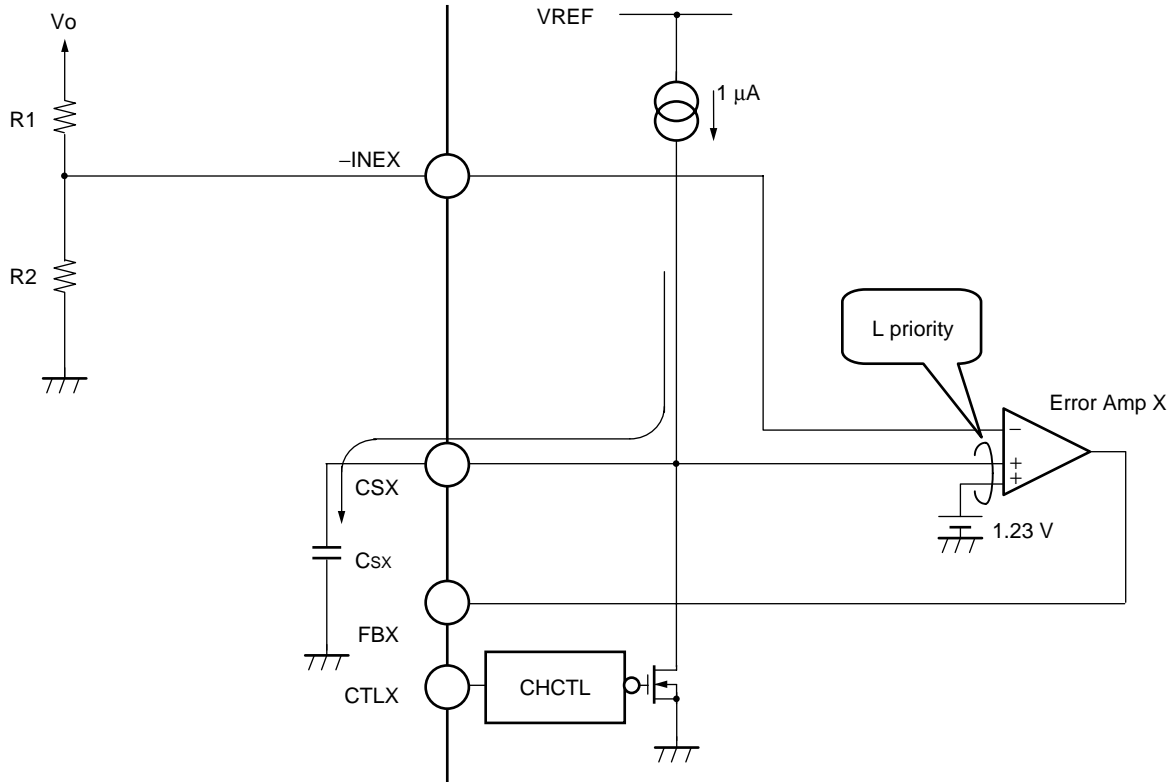 Vo
VREF
R1
1 μA
−INEX
R2
L priority
Error Amp X
−
+
+
CSX
1.23 V
CSX
FBX
CTLX
CHCTL